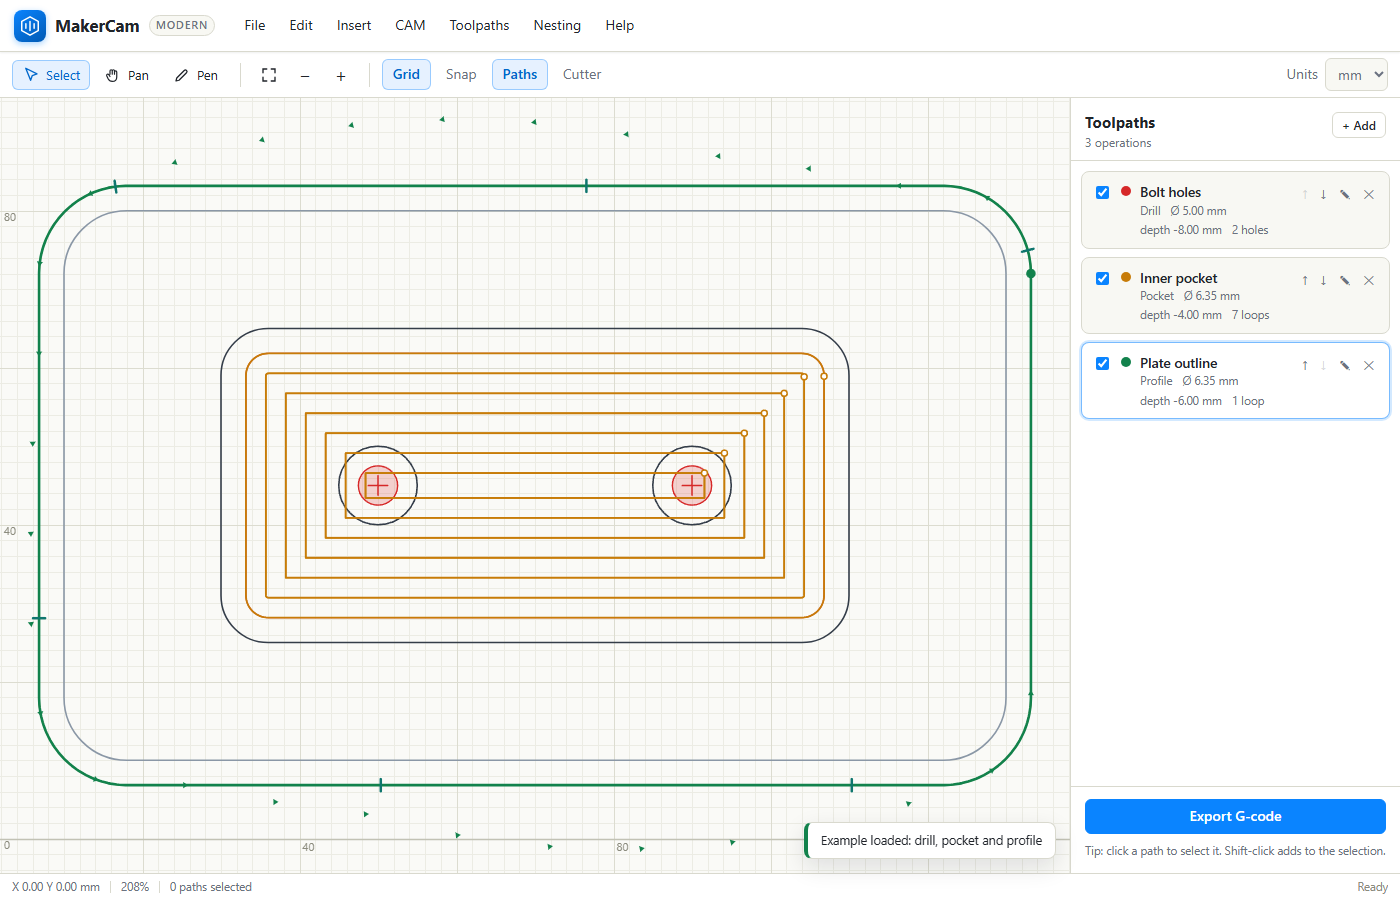 MakerCam MODERN File Edit Insert CAM Toolpaths Nesting Help
Select Pan Pen − + Grid Snap Paths Cutter Units mm
Toolpaths
+ Add
3 operations
Bolt holes
Drill Ø 5.00 mm
depth -8.00 mm 2 holes
Inner pocket
Pocket Ø 6.35 mm
depth -4.00 mm 7 loops
Plate outline
Profile Ø 6.35 mm
depth -6.00 mm 1 loop
80
40
0
40
80
Example loaded: drill, pocket and profile
Export G-code
Tip: click a path to select it. Shift-click adds to the selection.
X 0.00 Y 0.00 mm 208% 0 paths selected Ready